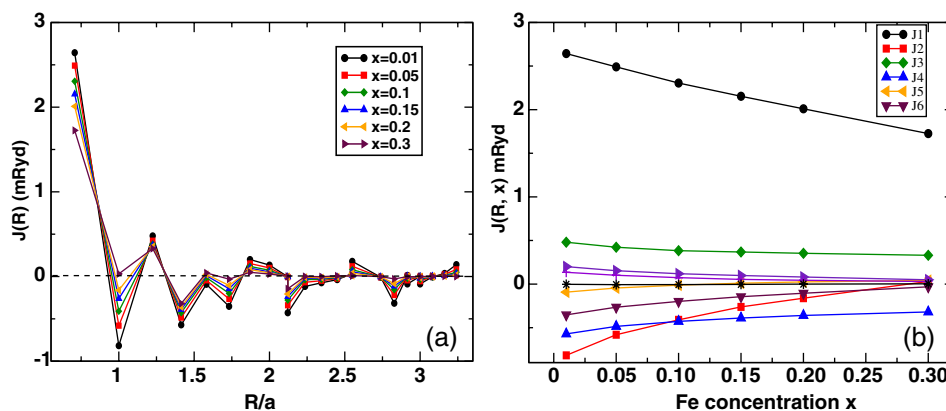 3
2
1
0
-1
J(R) (mRyd)
x=0.01
x=0.05
x=0.1
x=0.15
x=0.2
x=0.3
(a)
1
1.5
2
2.5
3
R/a
3
2
1
0
-1
J(R, x) mRyd
J1
J2
J3
J4
J5
J6
(b)
0
0.05
0.10
0.15
0.20
0.30
Fe concentration x